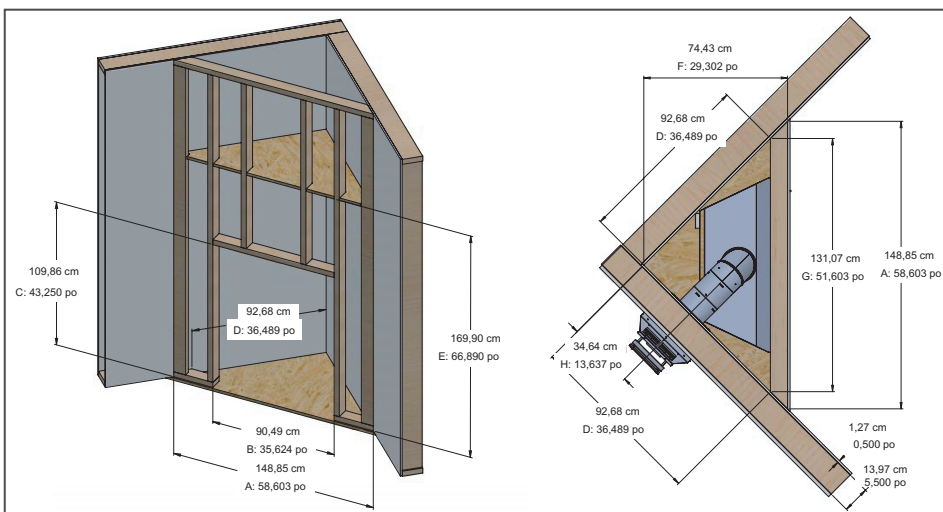 109,86 cm
C: 43,250 po
92,68 cm
D: 36,489 po
169,90 cm
E: 66,890 po
90,49 cm
B: 35,624 po
148,85 cm
A: 58,603 po
74,43 cm
F: 29,302 po
92,68 cm
D: 36,489 po
131,07 cm
G: 51,603 po
148,85 cm
A: 58,603 po
34,64 cm
H: 13,637 po
92,68 cm
D: 36,489 po
1,27 cm
0,500 po
13,97 cm
5,500 po